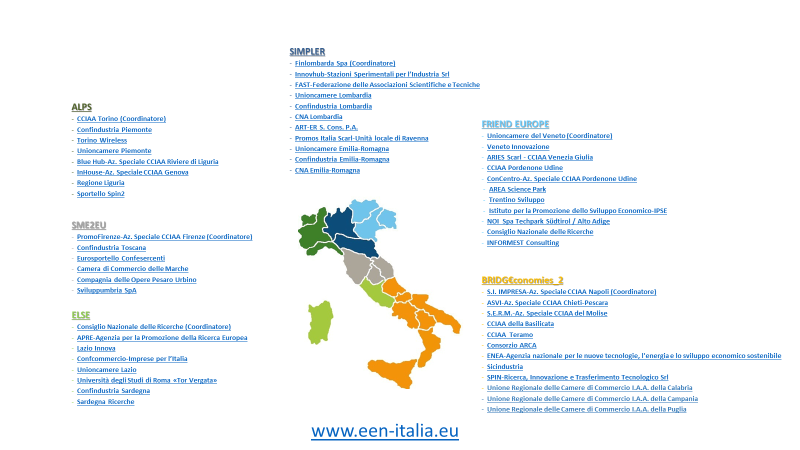 SIMPLER
- Finlombarda Spa (Coordinatore)
- Innovhub-Stazioni Sperimentali per l'Industria Srl
- FAST-Federazione delle Associazioni Scientifiche e Tecniche
- Unioncamere Lombardia
- Confindustria Lombardia
- CNA Lombardia
- ART-ER S. Cons. P.A.
- Promos Italia Scarl-Unità locale di Ravenna
- Unioncamere Emilia-Romagna
- Confindustria Emilia-Romagna
- CNA Emilia-Romagna
ALPS
- CCIAA Torino (Coordinatore)
- Confindustria Piemonte
- Torino Wireless
- Unioncamere Piemonte
- Blue Hub-Az. Speciale CCIAA Riviere di Liguria
- InHouse-Az. Speciale CCIAA Genova
- Regione Liguria
- Sportello Spin2
FRIEND EUROPE
- Unioncamere del Veneto (Coordinatore)
- Veneto Innovazione
- ARIES Scarl - CCIAA Venezia Giulia
- CCIAA Pordenone Udine
- ConCentro-Az. Speciale CCIAA Pordenone Udine
- AREA Science Park
- Trentino Sviluppo
- Istituto per la Promozione dello Sviluppo Economico-IPSE
- NOI Spa Techpark Südtirol / Alto Adige
- Consiglio Nazionale delle Ricerche
- INFORMEST Consulting
SME2EU
- PromoFirenze-Az. Speciale CCIAA Firenze (Coordinatore)
- Confindustria Toscana
- Eurosportello Confesercenti
- Camera di Commercio delle Marche
- Compagnia delle Opere Pesaro Urbino
- Sviluppumbria SpA
BRIDG€conomies_2
- S.I. IMPRESA-Az. Speciale CCIAA Napoli (Coordinatore)
- ASVI-Az. Speciale CCIAA Chieti-Pescara
- S.E.R.M.-Az. Speciale CCIAA del Molise
- CCIAA della Basilicata
- CCIAA Teramo
- Consorzio ARCA
- ENEA-Agenzia nazionale per le nuove tecnologie, l'energia e lo sviluppo economico sostenibile
Sicindustria
- SPIN-Ricerca, Innovazione e Trasferimento Tecnologico Srl
- Unione Regionale delle Camere di Commercio I.A.A. della Calabria
- Unione Regionale delle Camere di Commercio I.A.A. della Campania
- Unione Regionale delle Camere di Commercio I.A.A. della Puglia
ELSE
- Consiglio Nazionale delle Ricerche (Coordinatore)
- APRE-Agenzia per la Promozione della Ricerca Europea
- Lazio Innova
- Confcommercio-Imprese per l'Italia
- Unioncamere Lazio
- Università degli Studi di Roma «Tor Vergata»
- Confindustria Sardegna
- Sardegna Ricerche
www.een-italia.eu